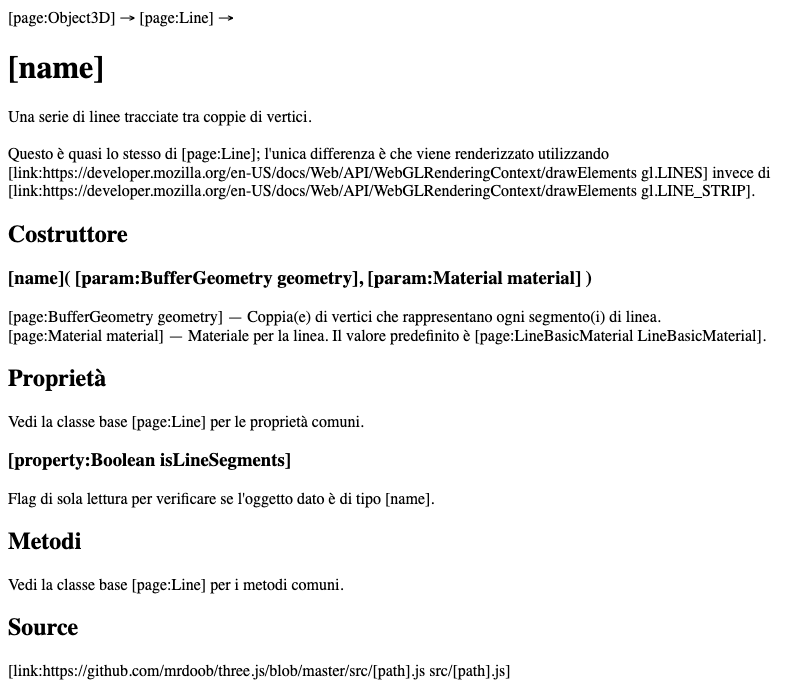 [page:Object3D] → [page:Line] →
[name]
Una serie di linee tracciate tra coppie di vertici.
Questo è quasi lo stesso di [page:Line]; l'unica differenza è che viene renderizzato utilizzando
[link:https://developer.mozilla.org/en-US/docs/Web/API/WebGLRenderingContext/drawElements gl.LINES] invece di
[link:https://developer.mozilla.org/en-US/docs/Web/API/WebGLRenderingContext/drawElements gl.LINE_STRIP].
Costruttore
[name]( [param:BufferGeometry geometry], [param:Material material] )
[page:BufferGeometry geometry] — Coppia(e) di vertici che rappresentano ogni segmento(i) di linea.
[page:Material material] — Materiale per la linea. Il valore predefinito è [page:LineBasicMaterial LineBasicMaterial].
Proprietà
Vedi la classe base [page:Line] per le proprietà comuni.
[property:Boolean isLineSegments]
Flag di sola lettura per verificare se l'oggetto dato è di tipo [name].
Metodi
Vedi la classe base [page:Line] per i metodi comuni.
Source
[link:https://github.com/mrdoob/three.js/blob/master/src/[path].js src/[path].js]